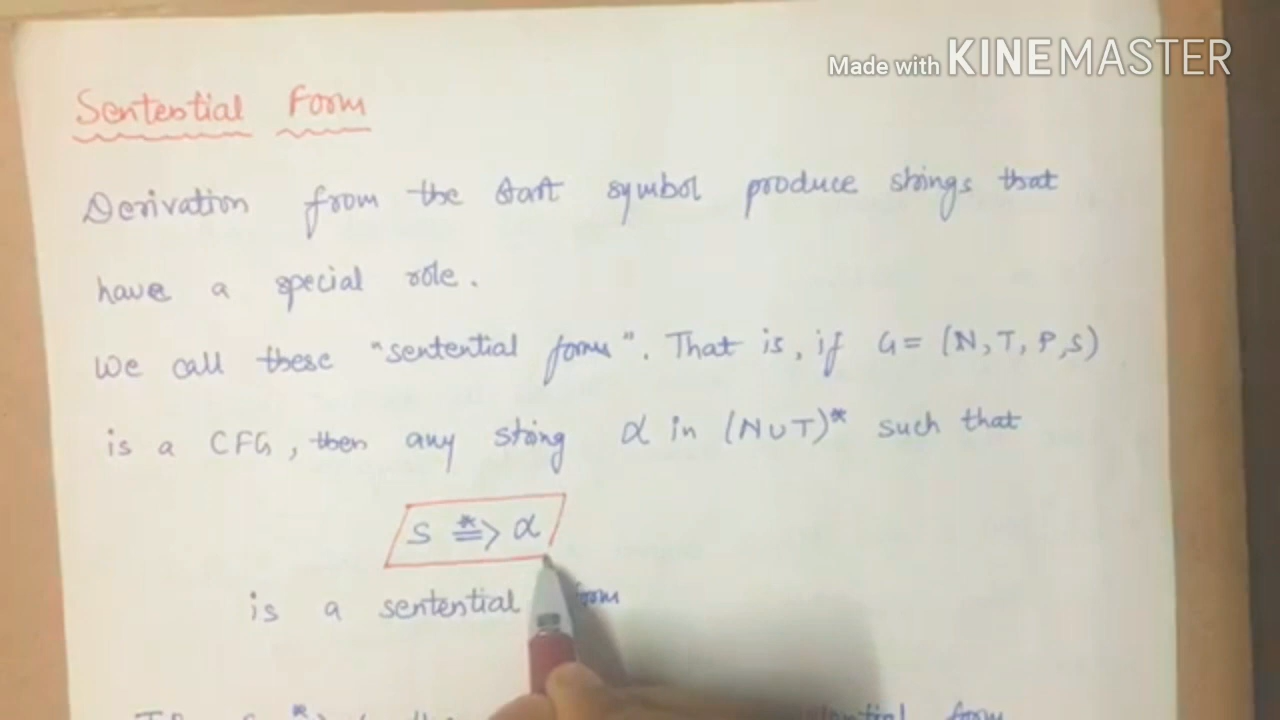 Made with KINEMASTER
Sentential Form
Derivation from the start symbol produce strings that
have a special role.
We call these "sentential forms". That is, if G = (N, T, P, S)
is a CFG, then any string α in (N∪T)* such that
S *=> α
is a sentential form
form